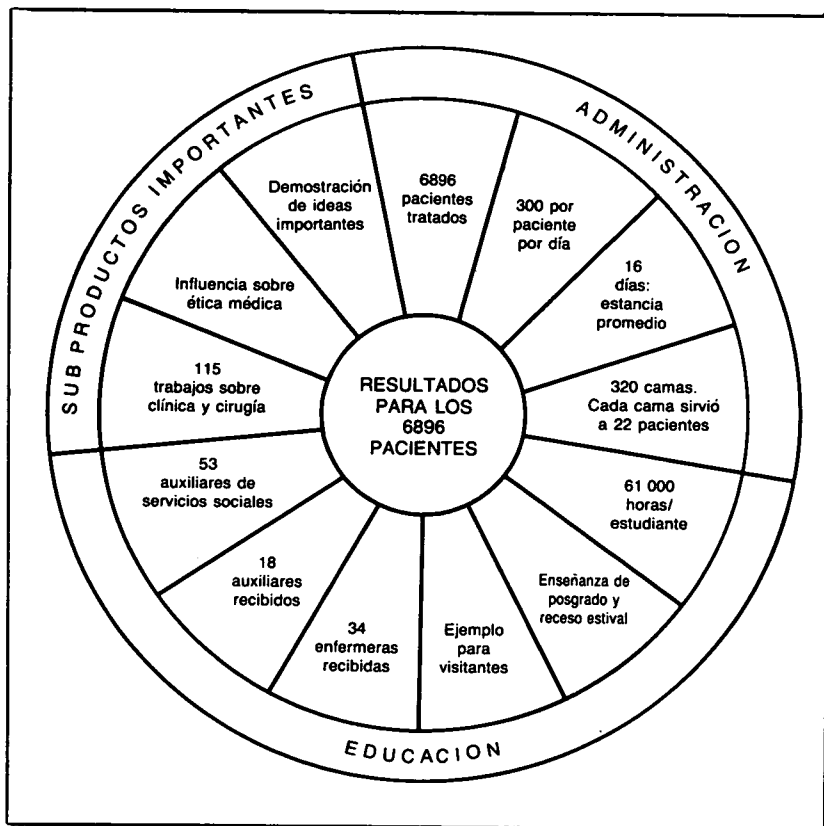 SUBPRODUCTOS IMPORTANTES
ADMINISTRACION
EDUCACION
RESULTADOS
PARA LOS
6896
PACIENTES
6896
pacientes
tratados
300 por
paciente
por día
16
días:
estancia
promedio
320 camas.
Cada cama sirvió
a 22 pacientes
61 000
horas/
estudiante
Enseñanza de
posgrado y
receso estival
Ejemplo
para
visitantes
34
enfermeras
recibidas
18
auxiliares
recibidos
53
auxiliares de
servicios sociales
115
trabajos sobre
clínica y cirugía
Influencia sobre
ética médica
Demostración
de ideas
importantes